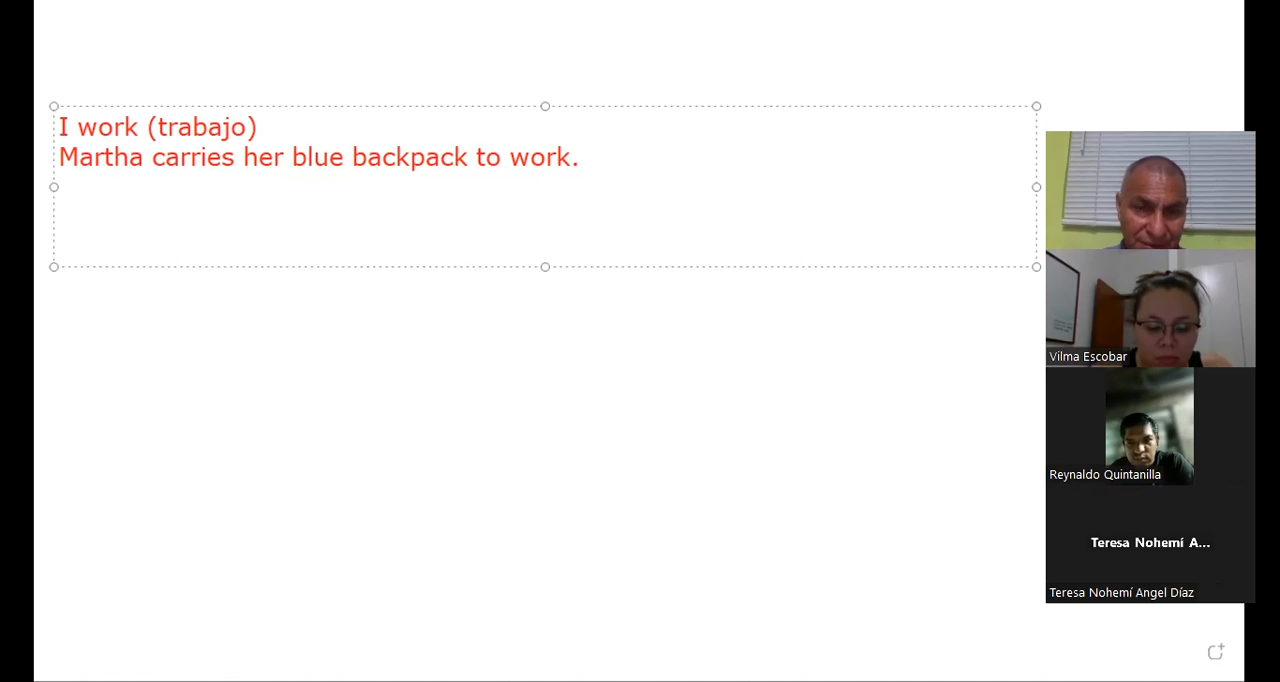 I work (trabajo)
Martha carries her blue backpack to work.
Vilma Escobar
Reynaldo Quintanilla
Teresa Nohemí A...
Teresa Nohemí Angel Díaz